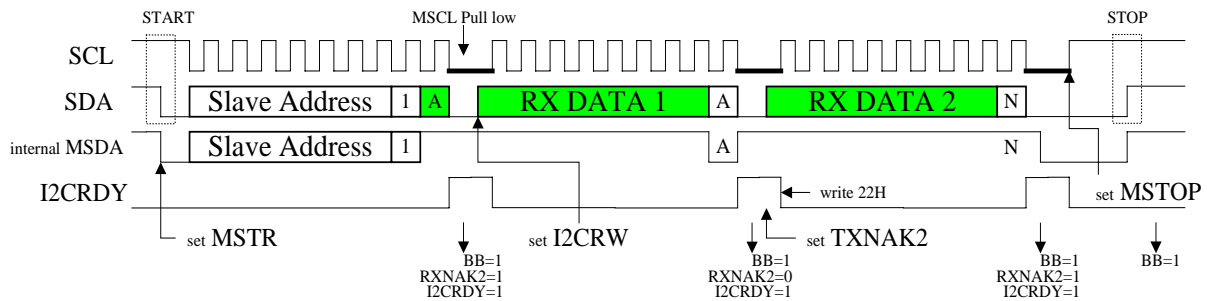 START MSCL Pull low STOP
SCL
SDA Slave Address 1 A RX DATA 1 A RX DATA 2 N
internal MSDA Slave Address 1 A N
I2CRDY write 22H set MSTOP
set MSTR set I2CRW set TXNAK2
BB=1 BB=1 BB=1 BB=1
RXNAK2=1 RXNAK2=0 RXNAK2=1
I2CRDY=1 I2CRDY=1 I2CRDY=1